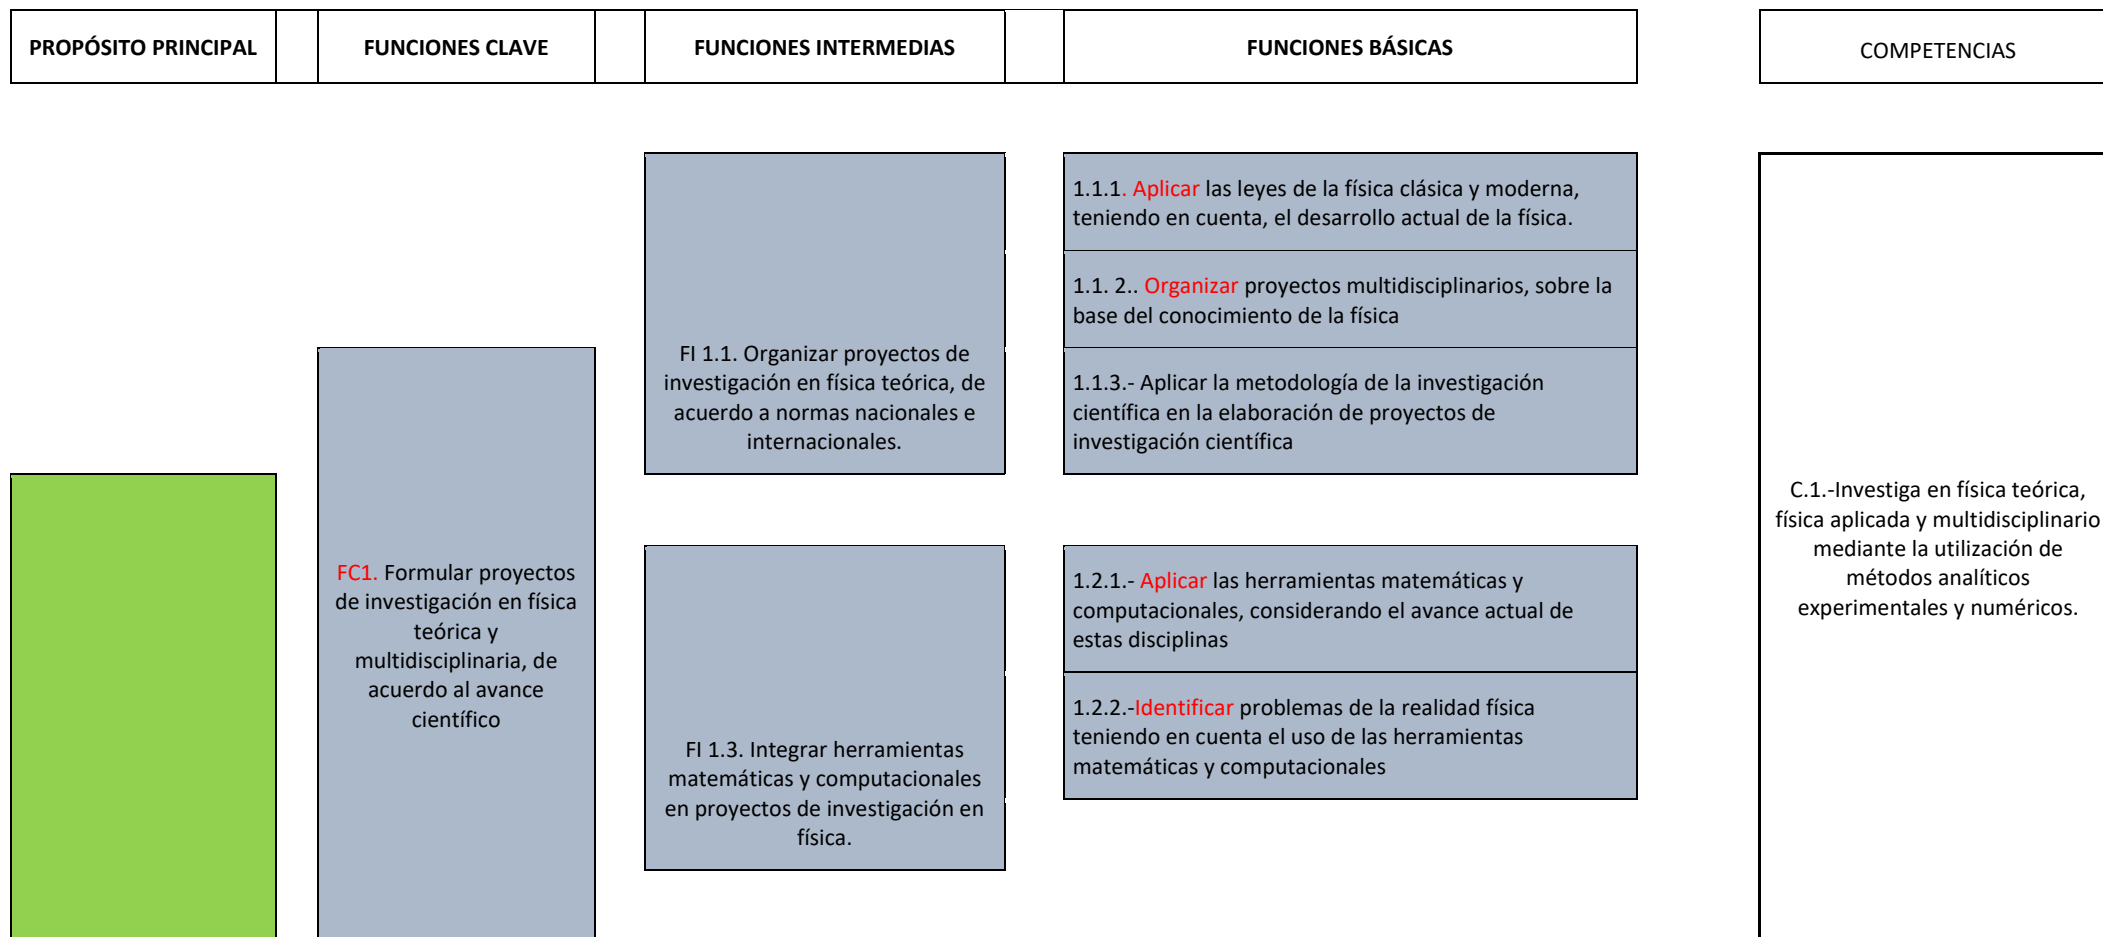 PROPÓSITO PRINCIPAL
FUNCIONES CLAVE
FUNCIONES INTERMEDIAS
FUNCIONES BÁSICAS
COMPETENCIAS
FC1. Formular proyectos
de investigación en física
teórica y
multidisciplinaria, de
acuerdo al avance
científico
FI 1.1. Organizar proyectos de
investigación en física teórica, de
acuerdo a normas nacionales e
internacionales.
1.1.1. Aplicar las leyes de la física clásica y moderna,
teniendo en cuenta, el desarrollo actual de la física.
1.1. 2.. Organizar proyectos multidisciplinarios, sobre la
base del conocimiento de la física
1.1.3.- Aplicar la metodología de la investigación
científica en la elaboración de proyectos de
investigación científica
FI 1.3. Integrar herramientas
matemáticas y computacionales
en proyectos de investigación en
física.
1.2.1.- Aplicar las herramientas matemáticas y
computacionales, considerando el avance actual de
estas disciplinas
1.2.2.-Identificar problemas de la realidad física
teniendo en cuenta el uso de las herramientas
matemáticas y computacionales
C.1.-Investiga en física teórica,
física aplicada y multidisciplinario
mediante la utilización de
métodos analíticos
experimentales y numéricos.